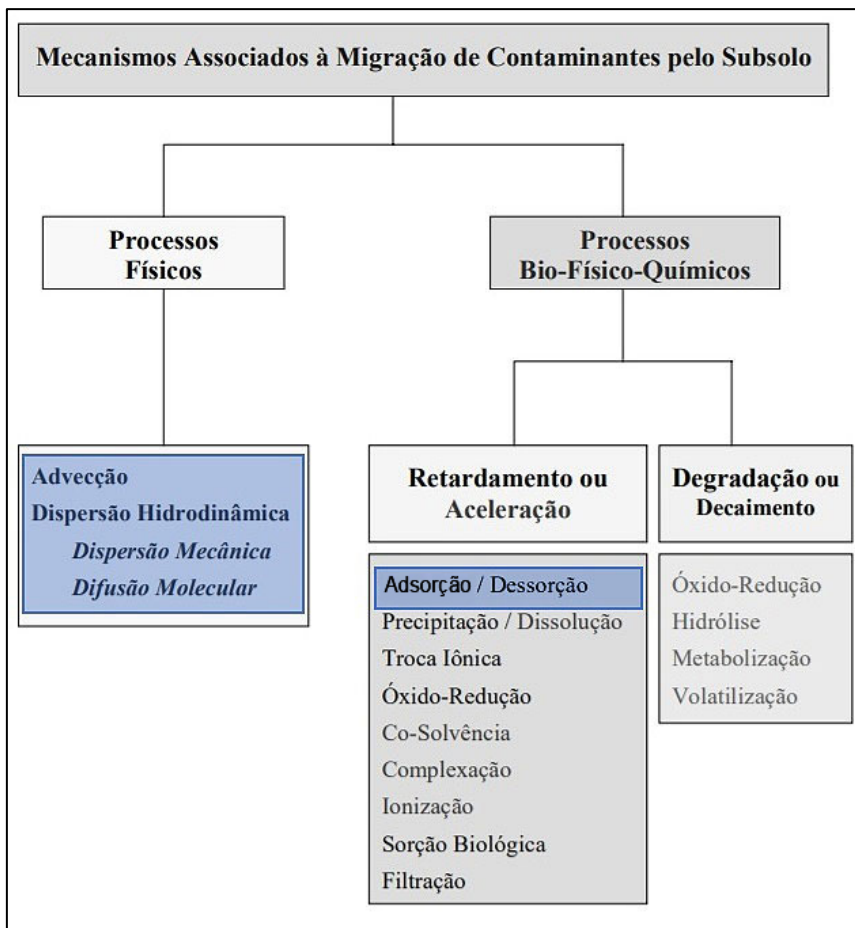 Mecanismos Associados à Migração de Contaminantes pelo Subsolo
Processos
Físicos
Processos
Bio-Físico-Químicos
Advecção
Dispersão Hidrodinâmica
Dispersão Mecânica
Difusão Molecular
Retardamento ou
Aceleração
Adsorção / Dessorção
Precipitação / Dissolução
Troca Iônica
Óxido-Redução
Co-Solvência
Complexação
Ionização
Sorção Biológica
Filtração
Degradação ou
Decaimento
Óxido-Redução
Hidrólise
Metabolização
Volatilização